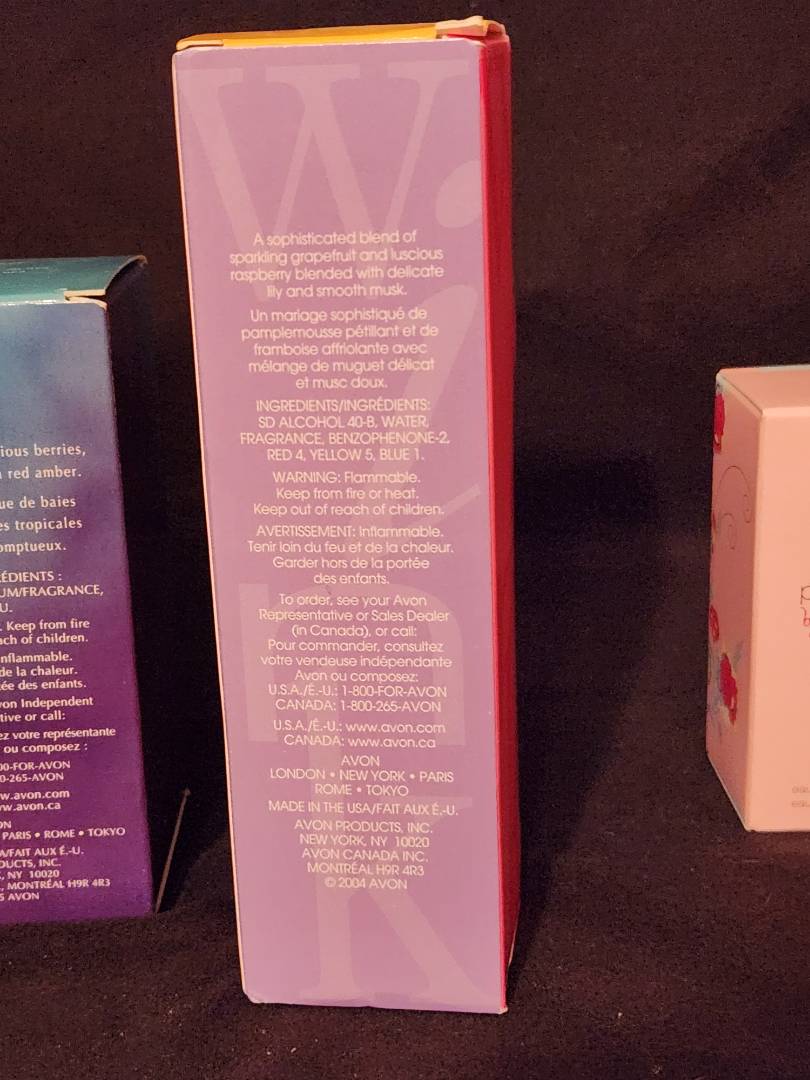 W
i
n
k
A sophisticated blend of
sparkling grapefruit and luscious
raspberry blended with delicate
lily and smooth musk.
Un mariage sophistiqué de
pamplemousse pétillant et de
framboise affriolante avec
mélange de muguet délicat
et musc doux.
INGREDIENTS/INGRÉDIENTS:
SD ALCOHOL 40-B, WATER,
FRAGRANCE, BENZOPHENONE-2,
RED 4, YELLOW 5, BLUE 1.
WARNING: Flammable.
Keep from fire or heat.
Keep out of reach of children.
AVERTISSEMENT: Inflammable.
Tenir loin du feu et de la chaleur.
Garder hors de la portée
des enfants.
To order, see your Avon
Representative or Sales Dealer
(in Canada), or call:
Pour commander, consultez
votre vendeuse indépendante
Avon ou composez:
U.S.A./É.-U.: 1-800-FOR-AVON
CANADA: 1-800-265-AVON
U.S.A./É.-U.: www.avon.com
CANADA: www.avon.ca
AVON
LONDON • NEW YORK • PARIS
ROME • TOKYO
MADE IN THE USA/FAIT AUX É.-U.
AVON PRODUCTS, INC.
NEW YORK, NY 10020
AVON CANADA INC.
MONTRÉAL H9R 4R3
© 2004 AVON
ious berries,
red amber.
ue de baies
es tropicales
omptueux.
ÉDIENTS :
UM/FRAGRANCE,
U.
. Keep from fire
ach of children.
nflammable.
de la chaleur.
ée des enfants.
von Independent
tive or call:
ez votre représentante
ou composez :
00-FOR-AVON
0-265-AVON
w.avon.com
w.avon.ca
ON
PARIS • ROME • TOKYO
A/FAIT AUX É.-U.
DUCTS, INC.
, NY 10020
, MONTRÉAL H9R 4R3
5 AVON